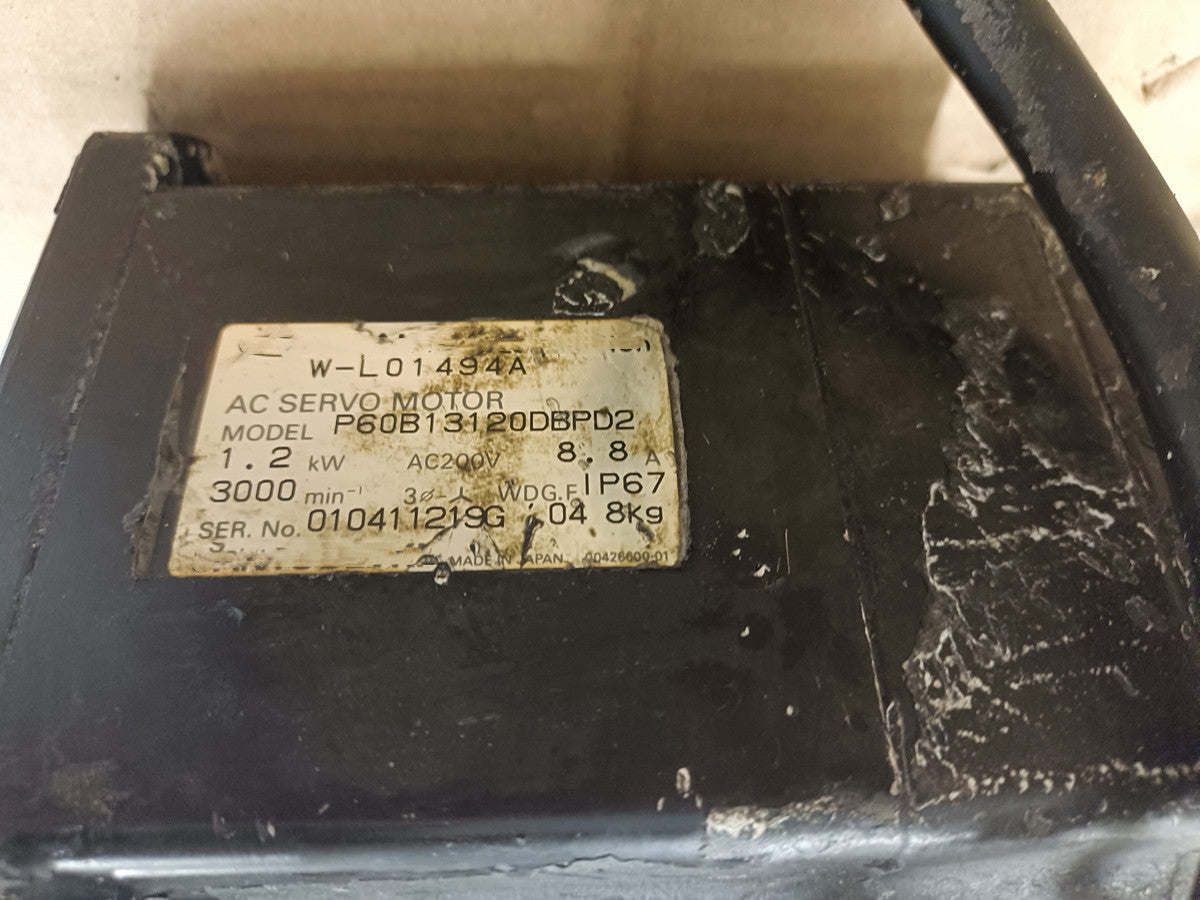 W-L01494A
AC SERVO MOTOR
MODEL P60B13120DBPD2
1.2 kW AC200V 8.8 A
3000 min⁻¹ 3ø-⅄ WDG.F IP67
SER. No. 010411219G 04 8Kg
MADE IN JAPAN 00426600-01